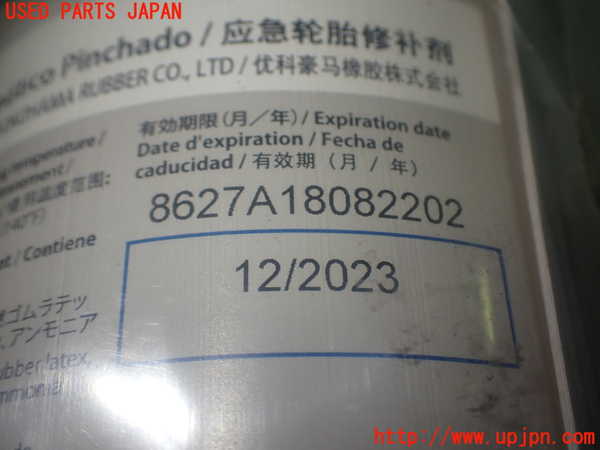 USED PARTS JAPAN
Pinchado / 应急轮胎修补剂
RUBBER CO., LTD / 优科豪马橡胶株式会社
有効期限 (月／年) / Expiration date
Date d'expiration / Fecha de
caducidad / 有效期 (月 / 年)
8627A18082202
12/2023
/ Contiene
ゴムラテッ
アンモニア
latex,
http://www.upjpn.com/